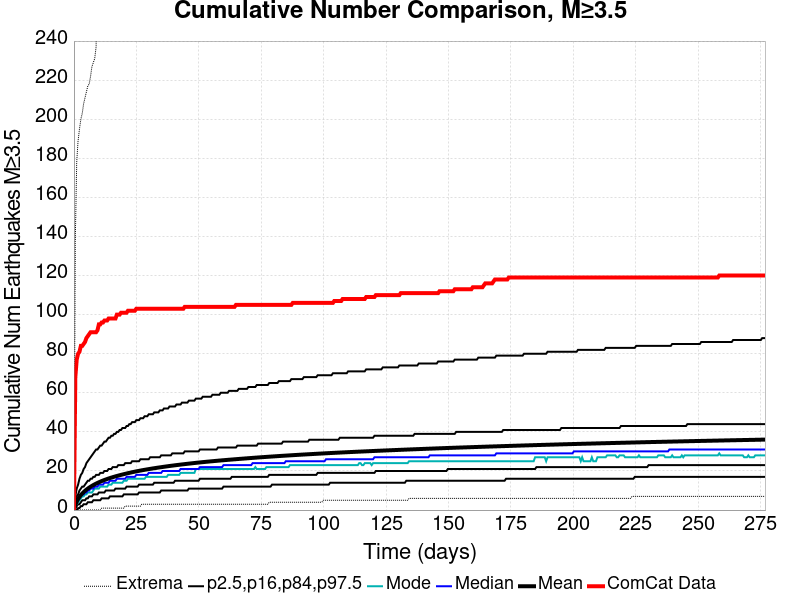 Cumulative Number Comparison, M≥3.5
Cumulative Num Earthquakes M≥3.5
240
220
200
180
160
140
120
100
80
60
40
20
0
0 25 50 75 100 125 150 175 200 225 250 275
Time (days)
Extrema p2.5,p16,p84,p97.5 Mode Median Mean ComCat Data